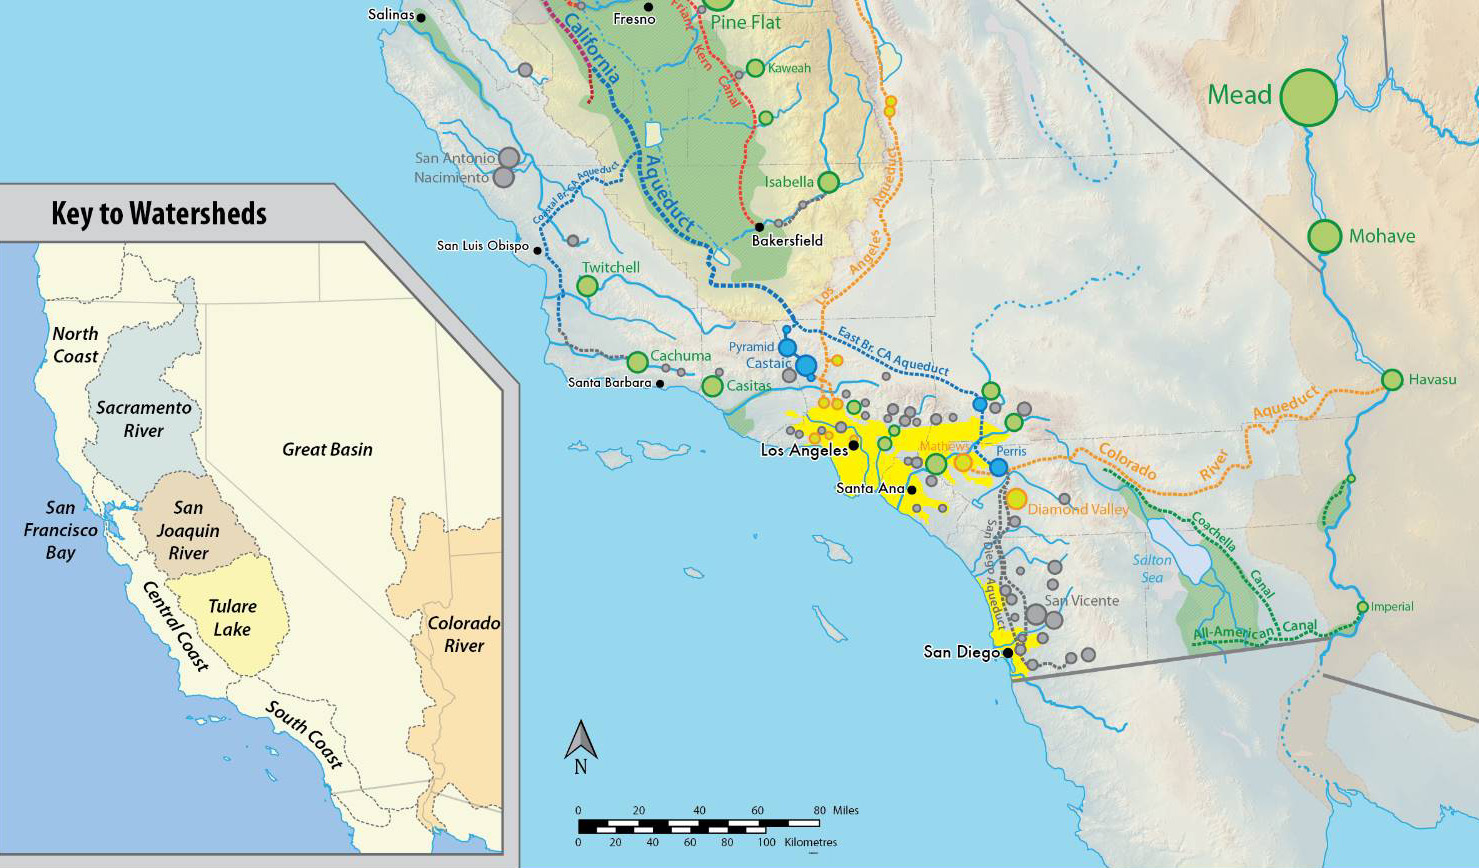 Salinas
Fresno
Pine Flat
Friant
Kern
Canal
California
Aqueduct
Kaweah
Mead
San Antonio
Nacimiento
Coastal Br. CA Aqueduct
Isabella
Los
Angeles
Aqueduct
Bakersfield
San Luis Obispo
Mohave
Twitchell
Pyramid
Castaic
East Br. CA Aqueduct
Cachuma
Santa Barbara
Casitas
Havasu
Los Angeles
Mathews
Perris
Colorado
River
Aqueduct
Santa Ana
Diamond Valley
San Diego Aqueduct
Coachella
Canal
Salton
Sea
San Vicente
Imperial
All-American Canal
San Diego
Key to Watersheds
North
Coast
Sacramento
River
Great Basin
San
Francisco
Bay
San
Joaquin
River
Tulare
Lake
Central Coast
Colorado
River
South Coast
N
0 20 40 60 80 Miles
0 20 40 60 80 100 Kilometres